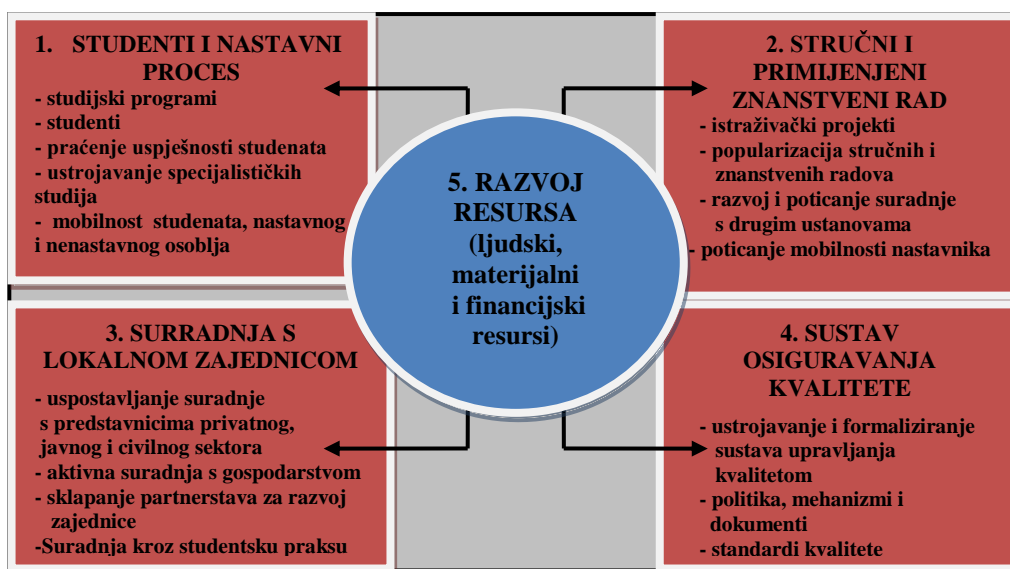 1. STUDENTI I NASTAVNI
PROCES
- studijski programi
- studenti
- praćenje uspješnosti studenata
- ustrojavanje specijalističkih
studija
- mobilnost studenata, nastavnog
i nenastavnog osoblja
2. STRUČNI I
PRIMIJENJENI
ZNANSTVENI RAD
- istraživački projekti
- popularizacija stručnih i
znanstvenih radova
- razvoj i poticanje suradnje
s drugim ustanovama
- poticanje mobilnosti nastavnika
5. RAZVOJ
RESURSA
(ljudski,
materijalni
i financijski
resursi)
3. SURRADNJA S
LOKALNOM ZAJEDNICOM
- uspostavljanje suradnje
s predstavnicima privatnog,
javnog i civilnog sektora
- aktivna suradnja s gospodarstvom
- sklapanje partnerstava za razvoj
zajednice
-Suradnja kroz studentsku praksu
4. SUSTAV
OSIGURAVANJA
KVALITETE
- ustrojavanje i formaliziranje
sustava upravljanja
kvalitetom
- politika, mehanizmi i
dokumenti
- standardi kvalitete